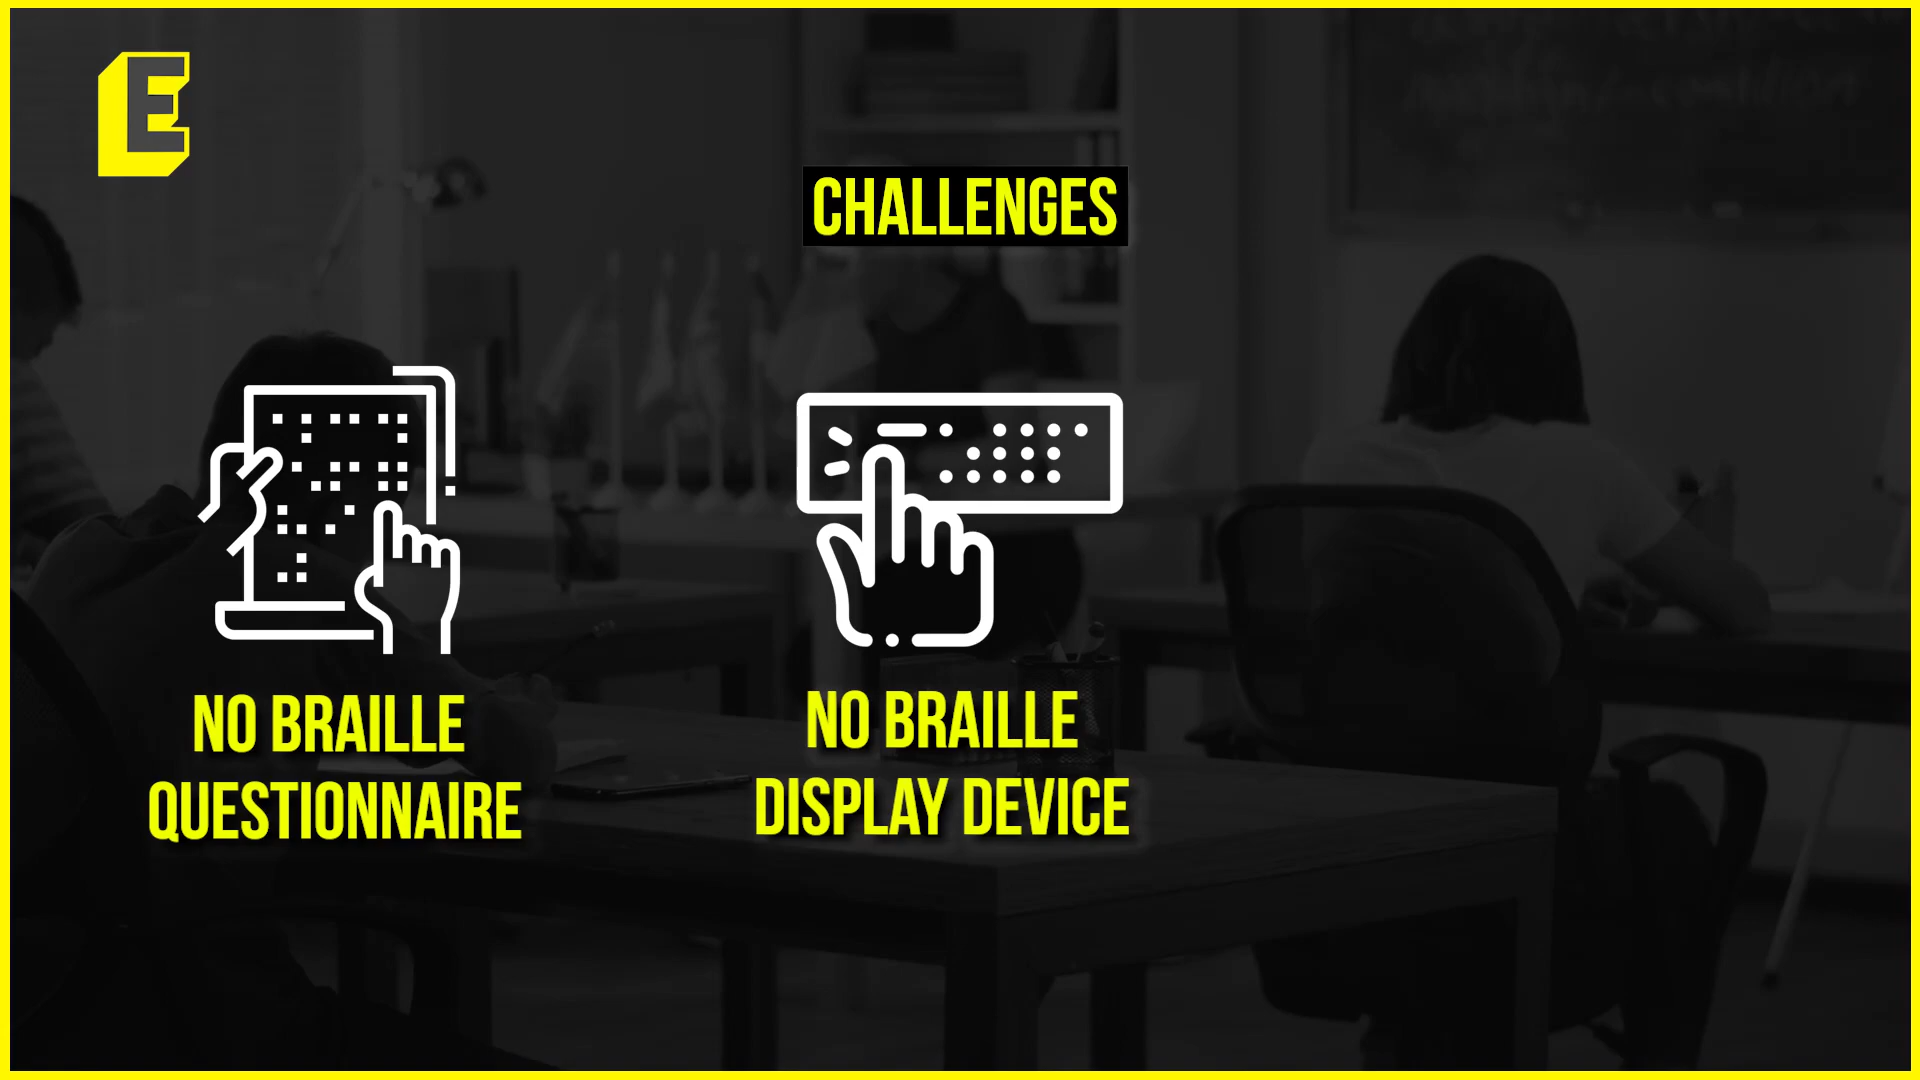 E
CHALLENGES
NO BRAILLE
QUESTIONNAIRE
NO BRAILLE
DISPLAY DEVICE